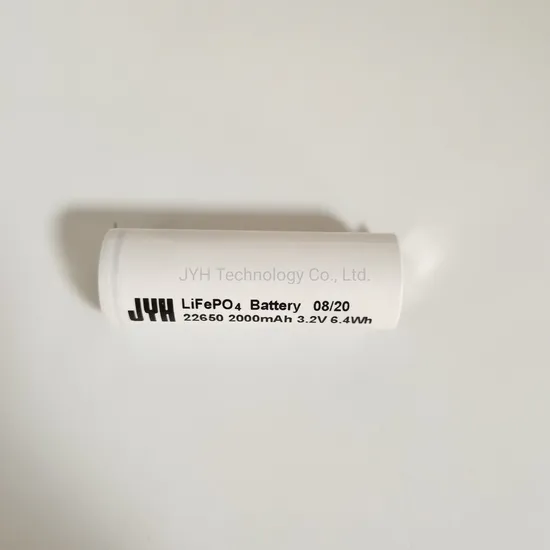 JYH Technology Co., Ltd.
JYH LiFePO4 Battery 08/20
22650 2000mAh 3.2V 6.4Wh